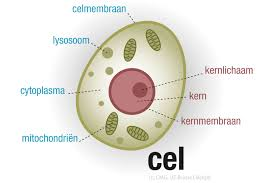 celmembraan
lysosoom
kernlichaam
cytoplasma
kern
kernmembraan
mitochondriën
cel